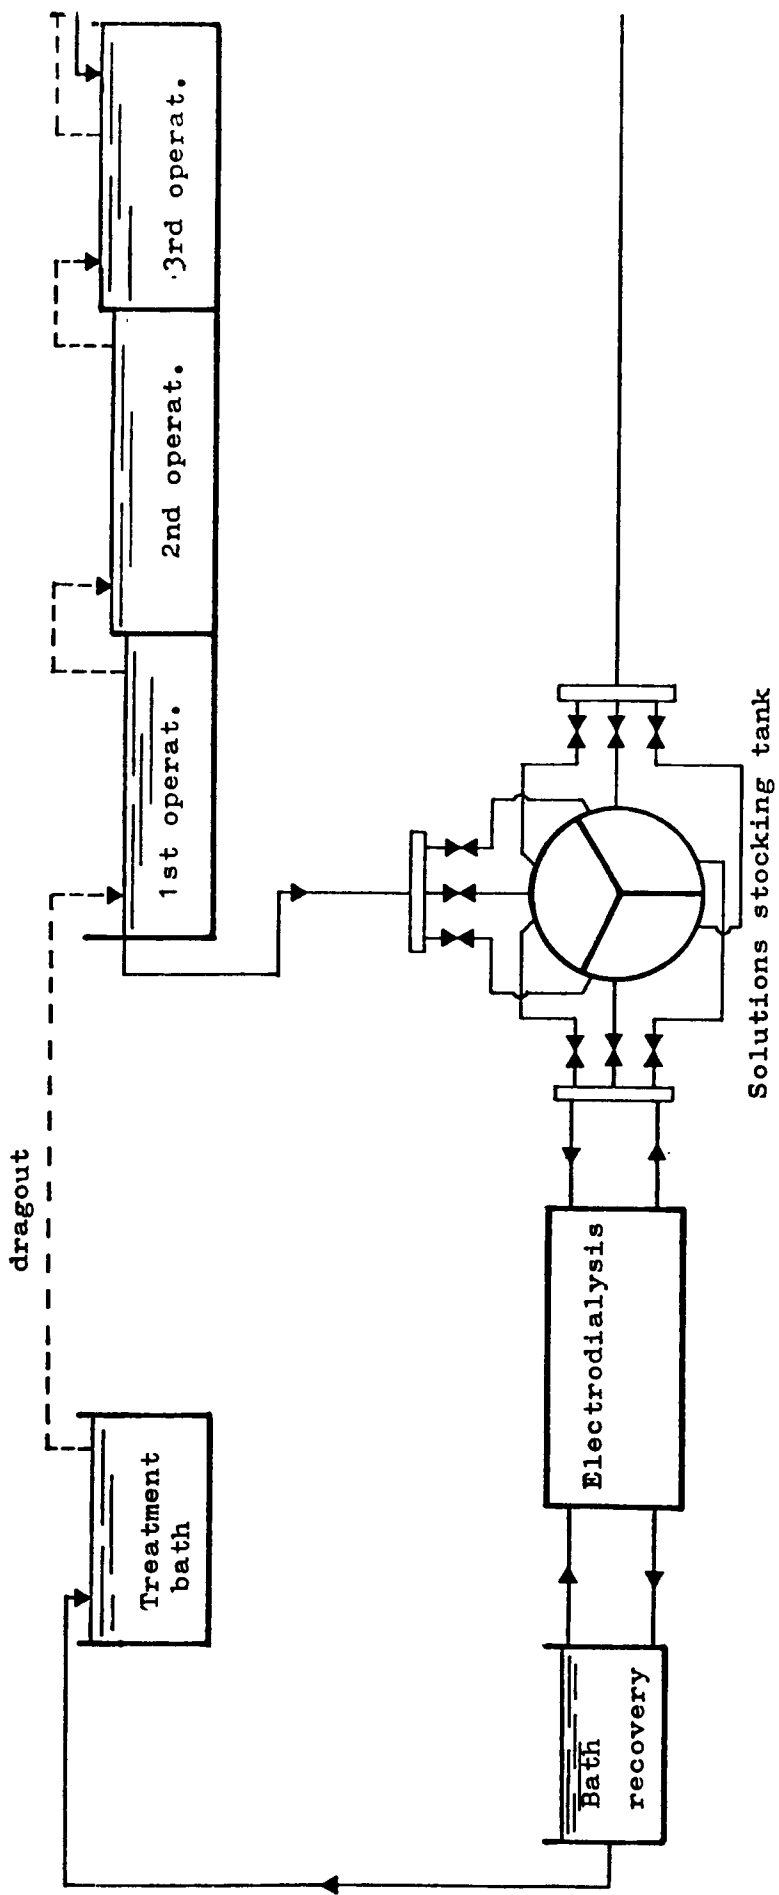 dragout
Treatment
bath
1st operat.
2nd operat.
3rd operat.
Bath
recovery
Electrodialysis
Solutions stocking tank